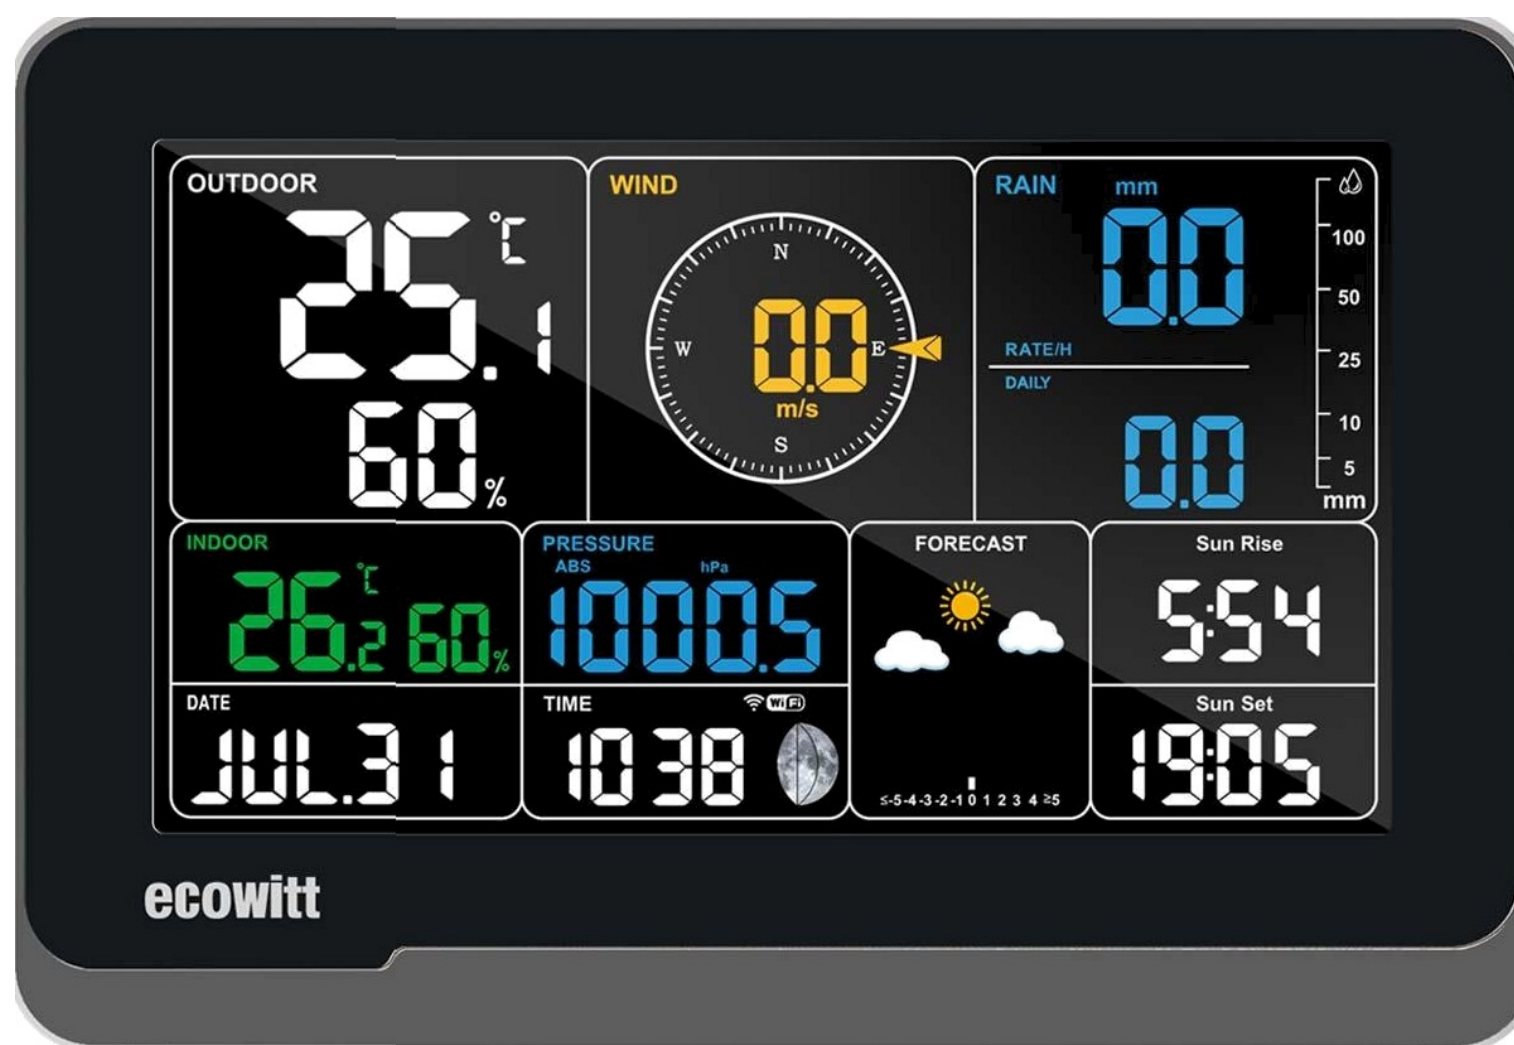 OUTDOOR
25.1 °C
60 %
WIND
N
W 0.0 E
m/s
S
RAIN mm
0.0
RATE/H
DAILY
0.0
100
50
25
10
5
mm
INDOOR
26.2 °C 60 %
PRESSURE
ABS hPa
1000.5
FORECAST
≤-5 -4 -3 -2 -1 0 1 2 3 4 ≥5
Sun Rise
5:54
DATE
JUL.31
TIME WiFi
10 38
Sun Set
19:05
ecowitt